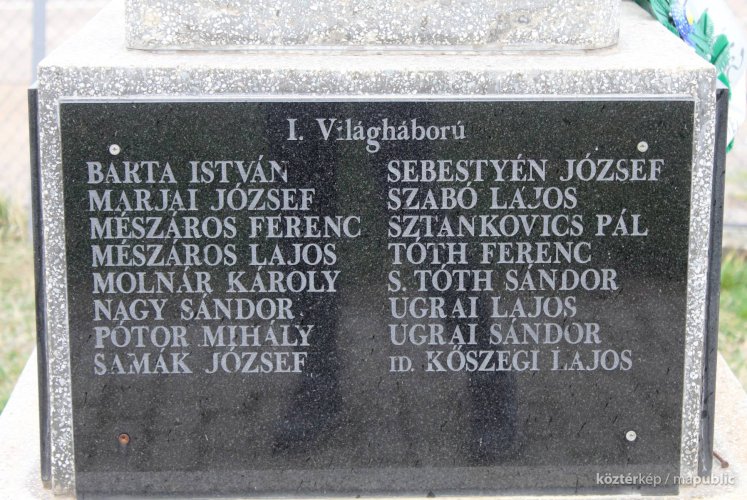 I. Világháború
BARTA ISTVÁN
MARJAI JÓZSEF
MÉSZÁROS FERENC
MÉSZÁROS LAJOS
MOLNÁR KÁROLY
NAGY SÁNDOR
PÓTOR MIHÁLY
SAMÁK JÓZSEF
SEBESTYÉN JÓZSEF
SZABÓ LAJOS
SZTANKOVICS PÁL
TÓTH FERENC
S. TÓTH SÁNDOR
UGRAI LAJOS
UGRAI SÁNDOR
ID. KŐSZEGI LAJOS
köztérkép / mapublic